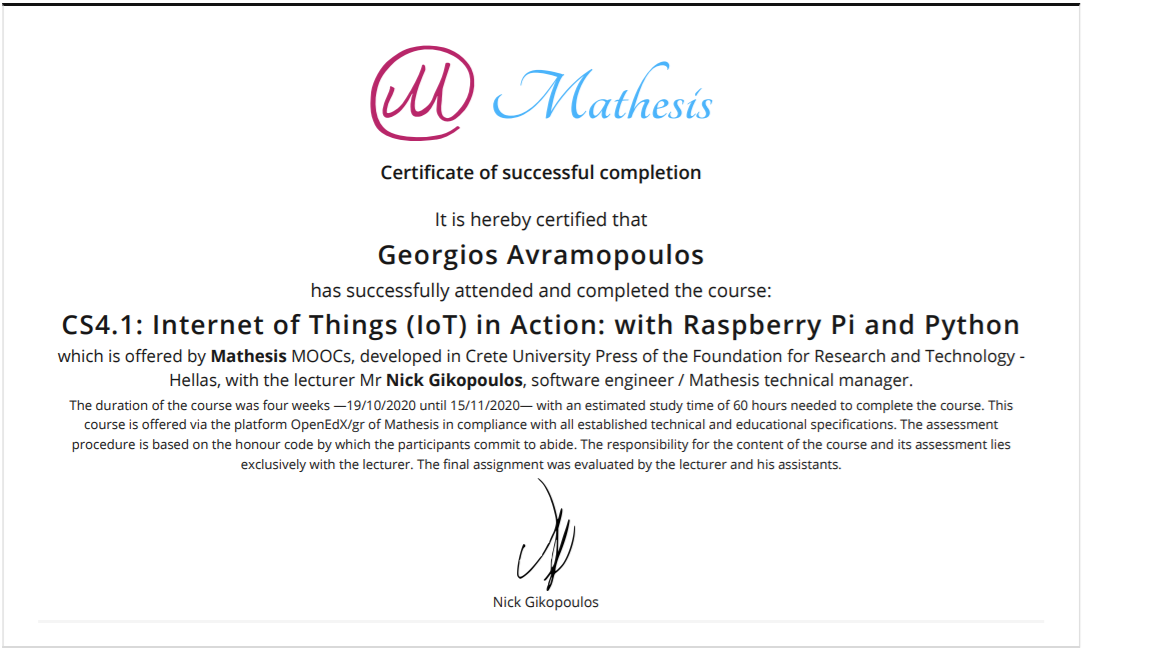 Mathesis
Certificate of successful completion
It is hereby certified that
Georgios Avramopoulos
has successfully attended and completed the course:
CS4.1: Internet of Things (IoT) in Action: with Raspberry Pi and Python
which is offered by Mathesis MOOCs, developed in Crete University Press of the Foundation for Research and Technology -
Hellas, with the lecturer Mr Nick Gikopoulos, software engineer / Mathesis technical manager.
The duration of the course was four weeks —19/10/2020 until 15/11/2020— with an estimated study time of 60 hours needed to complete the course. This
course is offered via the platform OpenEdX/gr of Mathesis in compliance with all established technical and educational specifications. The assessment
procedure is based on the honour code by which the participants commit to abide. The responsibility for the content of the course and its assessment lies
exclusively with the lecturer. The final assignment was evaluated by the lecturer and his assistants.
Nick Gikopoulos